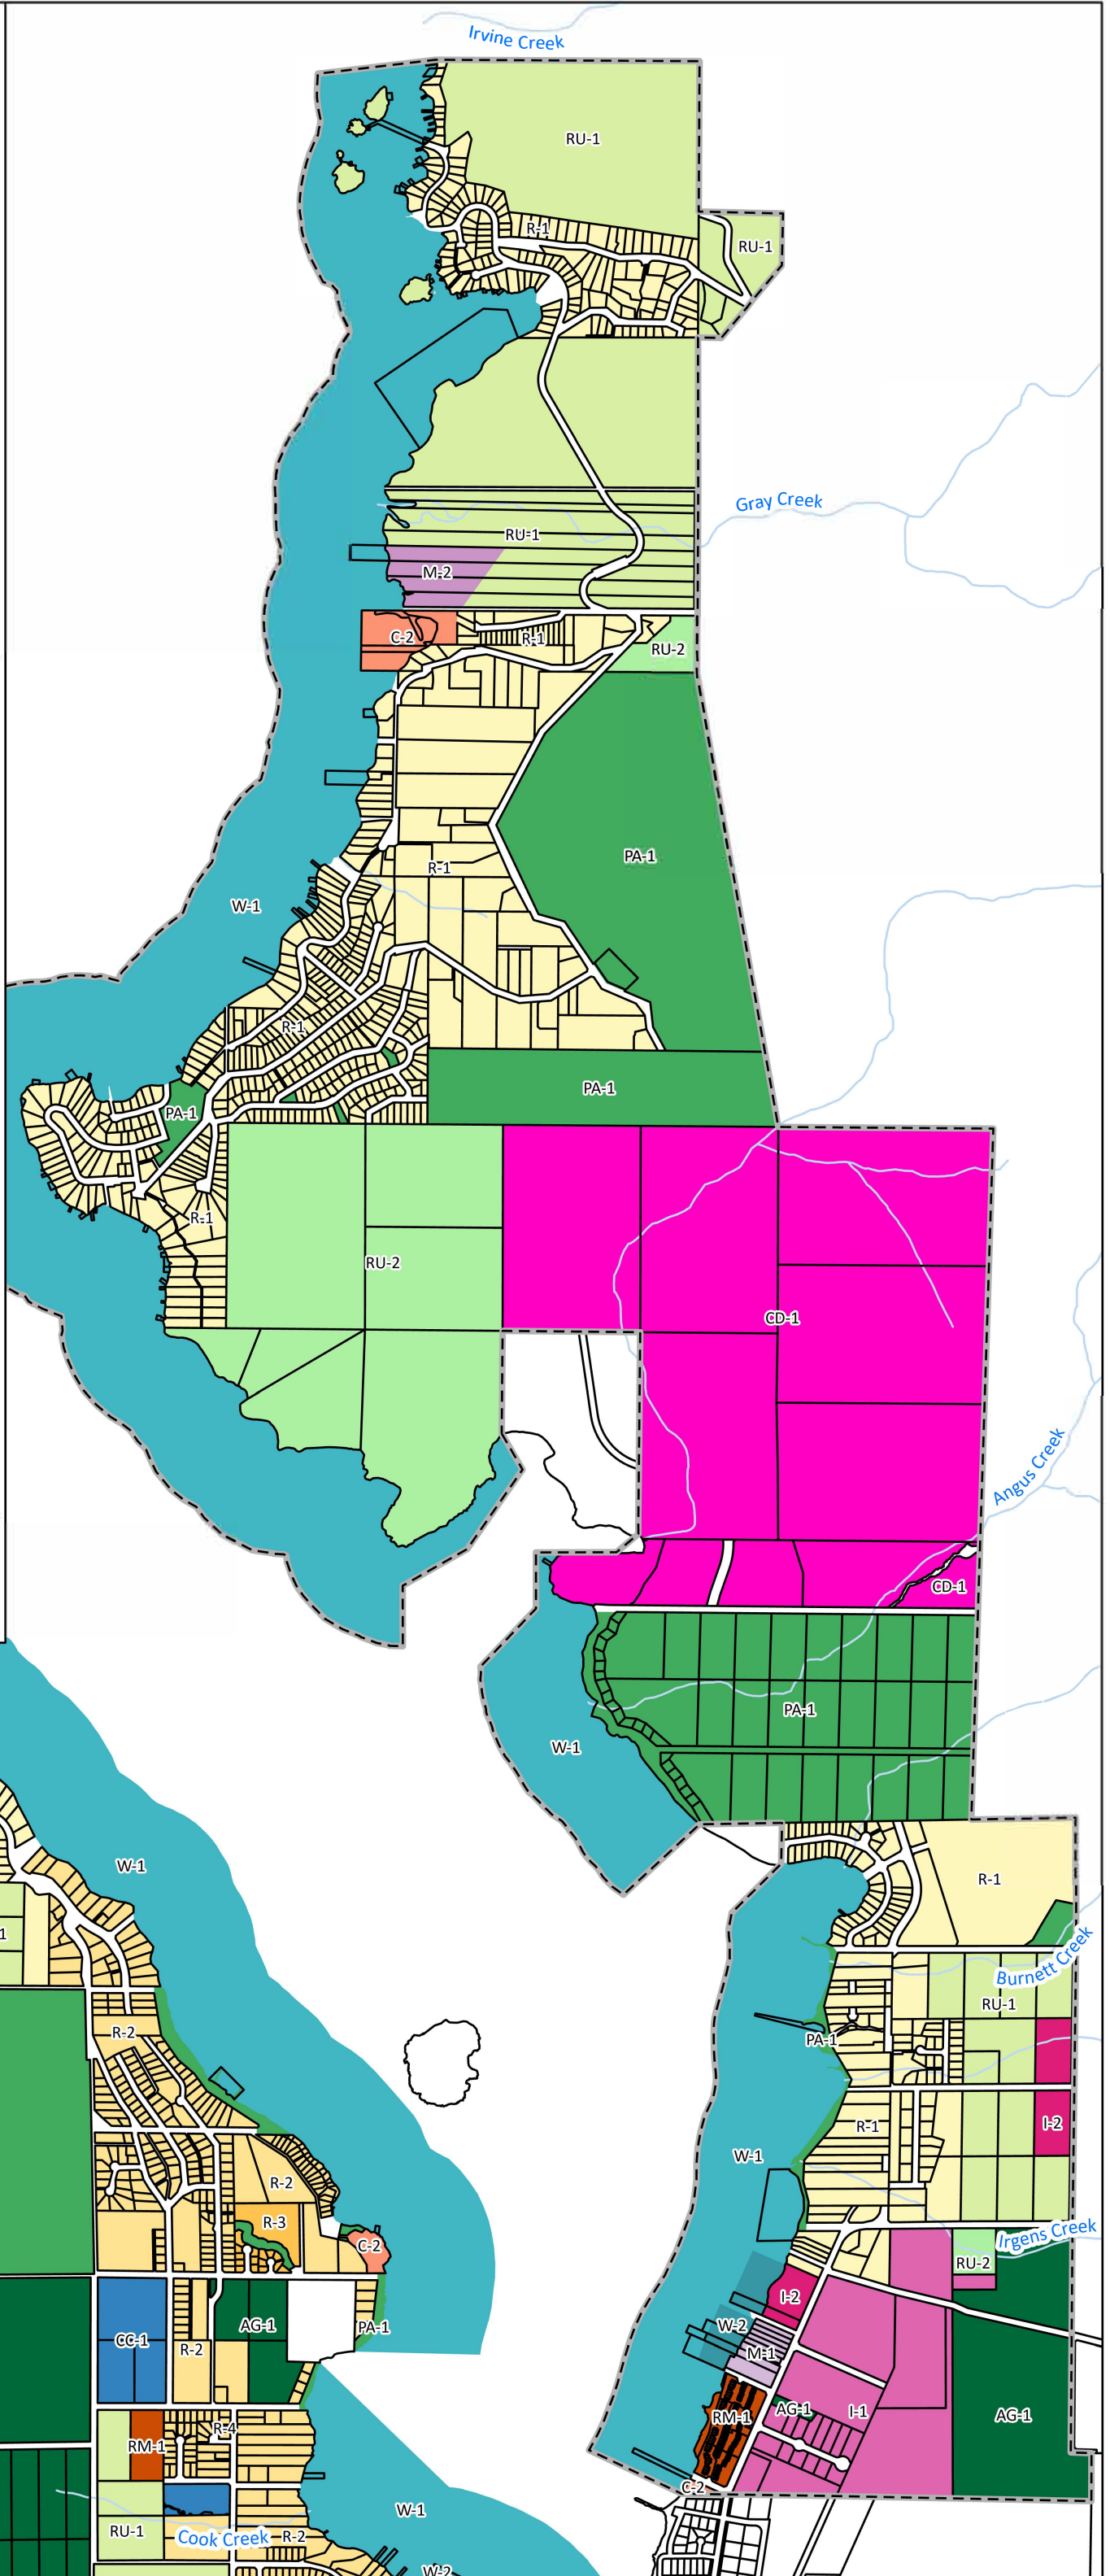 Irvine Creek
RU-1
R-1
RU-1
Gray Creek
RU-1
M-2
C-2
R-1
RU-2
PA-1
R-1
W-1
R-1
PA-1
PA-1
R-1
RU-2
CD-1
Angus Creek
CD-1
PA-1
W-1
W-1
R-1
1
Burnett Creek
RU-1
R-2
PA-1
I-2
R-1
W-1
R-2
R-3
Irgens Creek
C-2
RU-2
I-2
AG-1
PA-1
W-2
CC-1
R-2
M-1
AG-1
I-1
RM-1
AG-1
R-4
RM-1
C-2
W-1
RU-1
Cook Creek
R-2
W-2